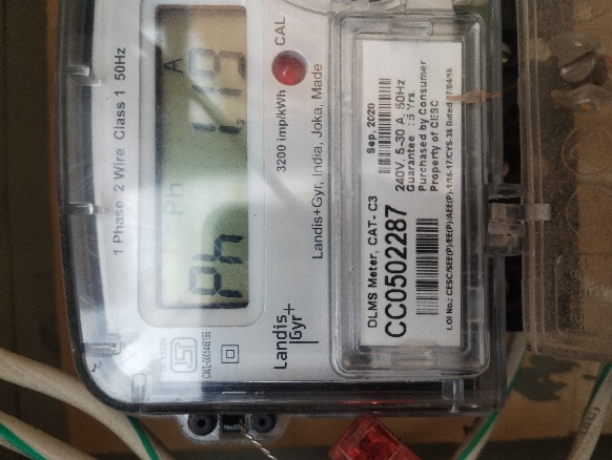 1 Phase 2 Wire Class 1 50Hz
Ph 1.19 A
Ph
3200 imp/kWh
CAL
Landis+Gyr, India, Joka, Made
Landis
Gyr+
DLMS Meter, CAT- C3
Sep, 2020
CC0502287
240V, 5-30 A, 50Hz
Guarantee : 5 Yrs.
Purchased by Consumer
Property of CESC